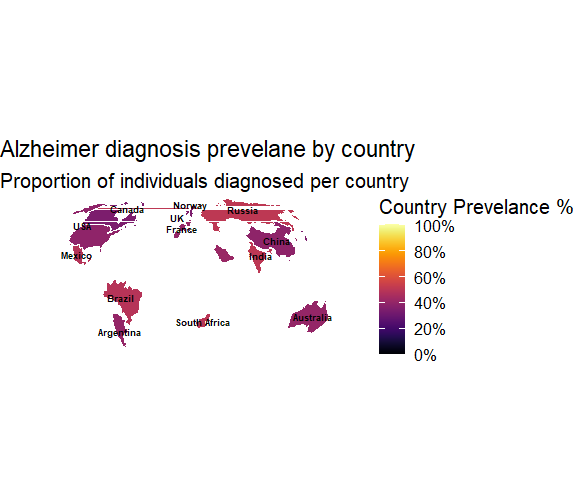 Alzheimer diagnosis prevelane by country
Proportion of individuals diagnosed per country
Country Prevelance %
100%
80%
60%
40%
20%
0%
Canada
Norway
Russia
USA
UK
France
China
Mexico
India
Brazil
Argentina
South Africa
Australia